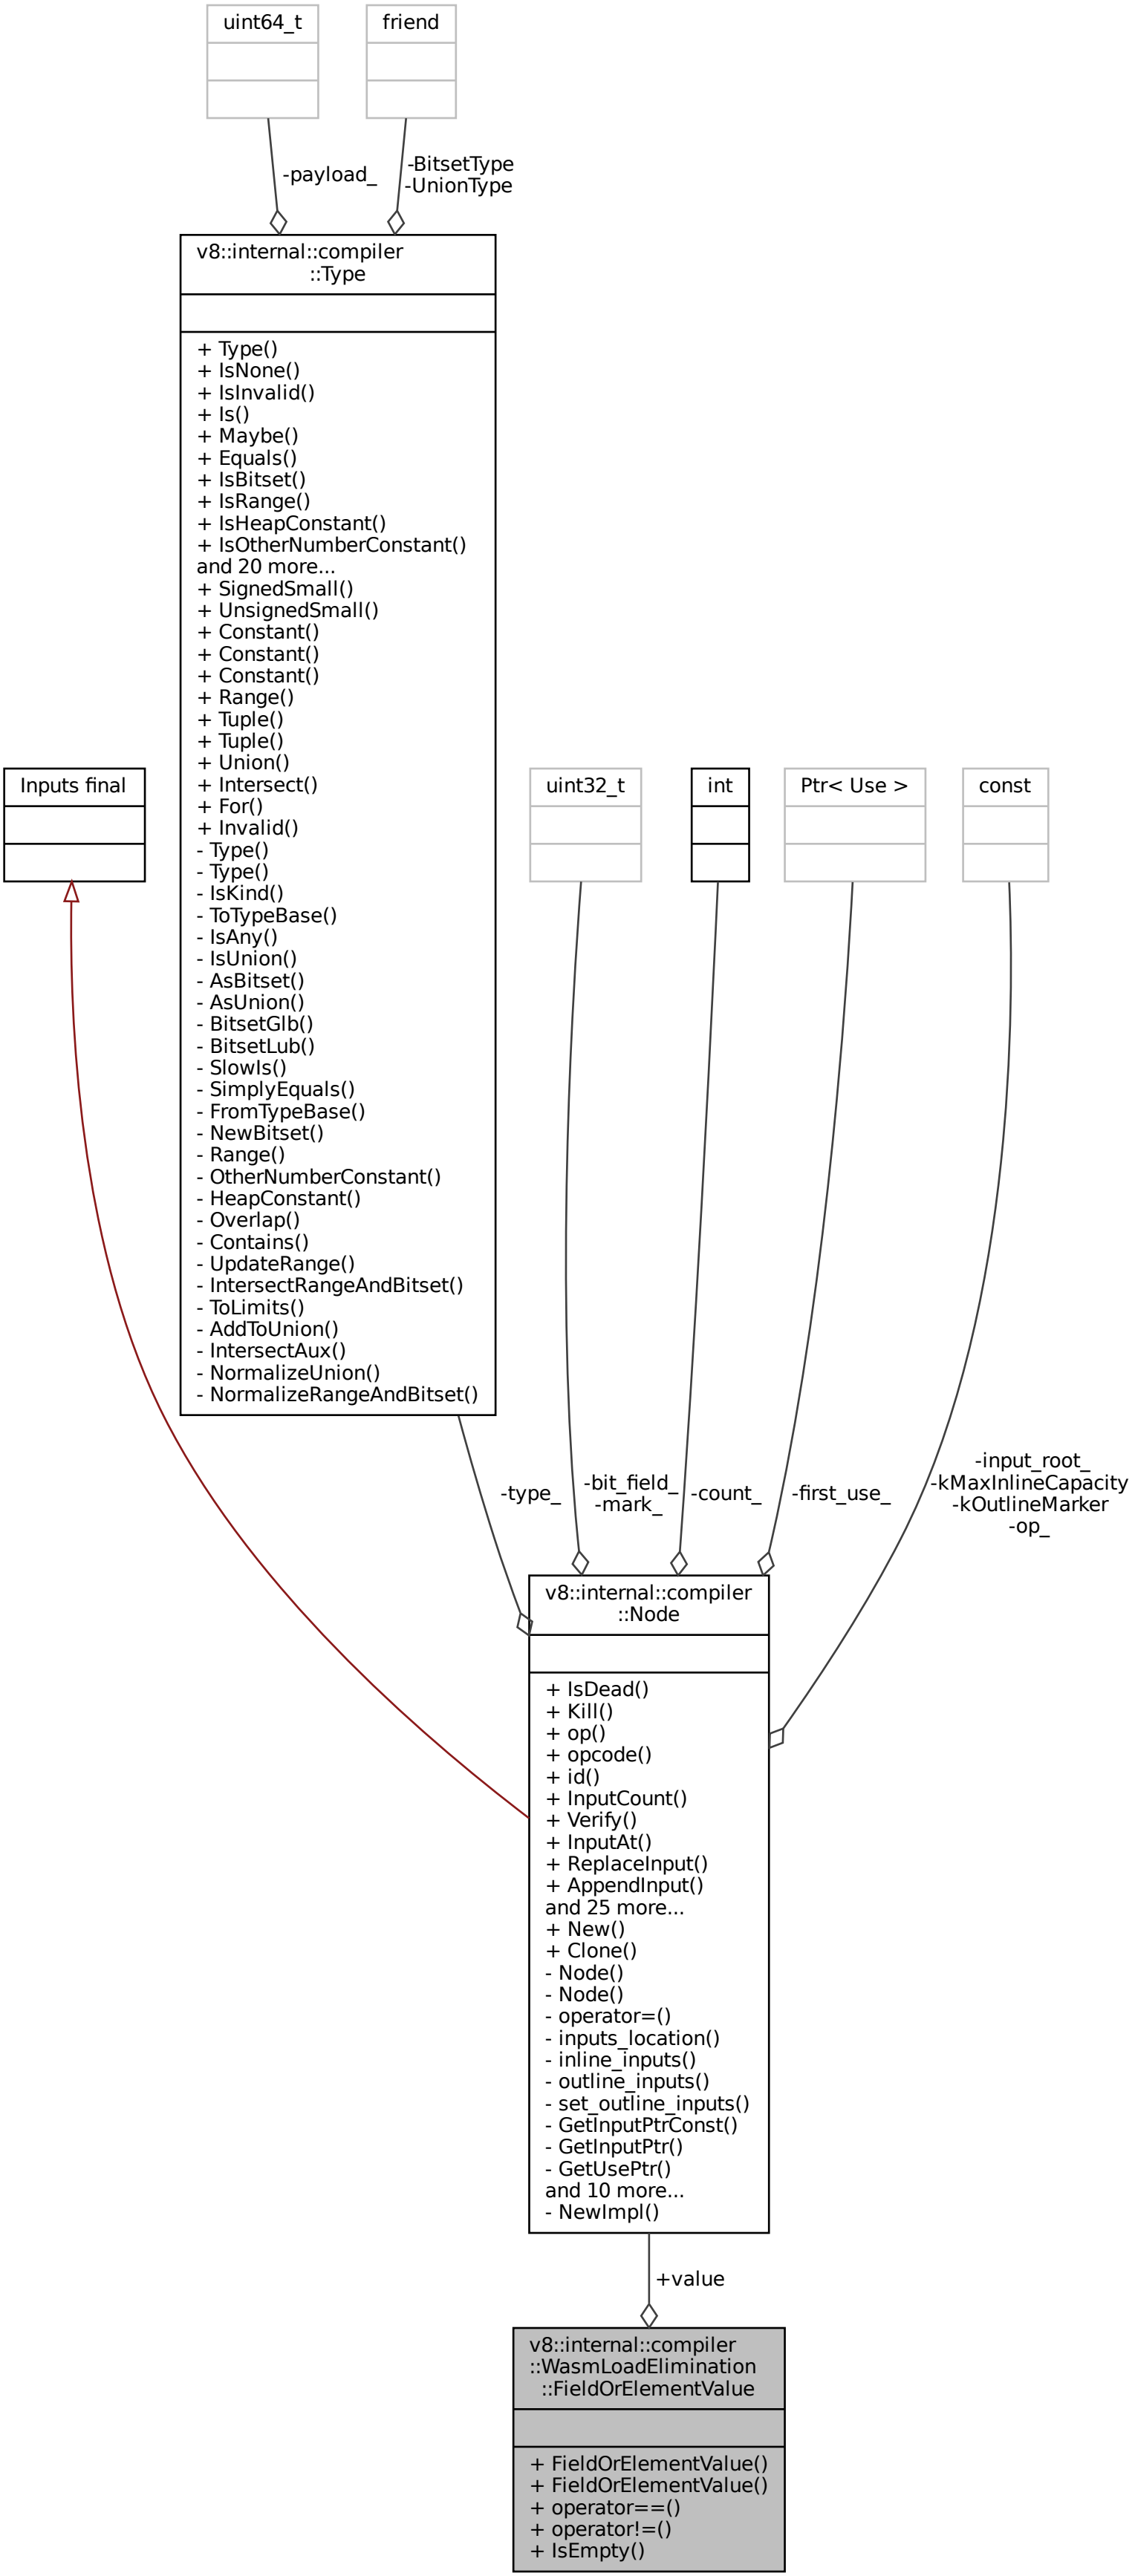 uint64_t
friend
-payload_
-BitsetType
-UnionType
v8::internal::compiler
::Type
+ Type()
+ IsNone()
+ IsInvalid()
+ Is()
+ Maybe()
+ Equals()
+ IsBitset()
+ IsRange()
+ IsHeapConstant()
+ IsOtherNumberConstant()
and 20 more...
+ SignedSmall()
+ UnsignedSmall()
+ Constant()
+ Constant()
+ Constant()
+ Range()
+ Tuple()
+ Tuple()
+ Union()
+ Intersect()
+ For()
+ Invalid()
- Type()
- Type()
- IsKind()
- ToTypeBase()
- IsAny()
- IsUnion()
- AsBitset()
- AsUnion()
- BitsetGlb()
- BitsetLub()
- SlowIs()
- SimplyEquals()
- FromTypeBase()
- NewBitset()
- Range()
- OtherNumberConstant()
- HeapConstant()
- Overlap()
- Contains()
- UpdateRange()
- IntersectRangeAndBitset()
- ToLimits()
- AddToUnion()
- IntersectAux()
- NormalizeUnion()
- NormalizeRangeAndBitset()
Inputs final
uint32_t
int
Ptr< Use >
const
-type_
-bit_field_
-mark_
-count_
-first_use_
-input_root_
-kMaxInlineCapacity
-kOutlineMarker
-op_
v8::internal::compiler
::Node
+ IsDead()
+ Kill()
+ op()
+ opcode()
+ id()
+ InputCount()
+ Verify()
+ InputAt()
+ ReplaceInput()
+ AppendInput()
and 25 more...
+ New()
+ Clone()
- Node()
- Node()
- operator=()
- inputs_location()
- inline_inputs()
- outline_inputs()
- set_outline_inputs()
- GetInputPtrConst()
- GetInputPtr()
- GetUsePtr()
and 10 more...
- NewImpl()
+value
v8::internal::compiler
::WasmLoadElimination
::FieldOrElementValue
+ FieldOrElementValue()
+ FieldOrElementValue()
+ operator==()
+ operator!=()
+ IsEmpty()